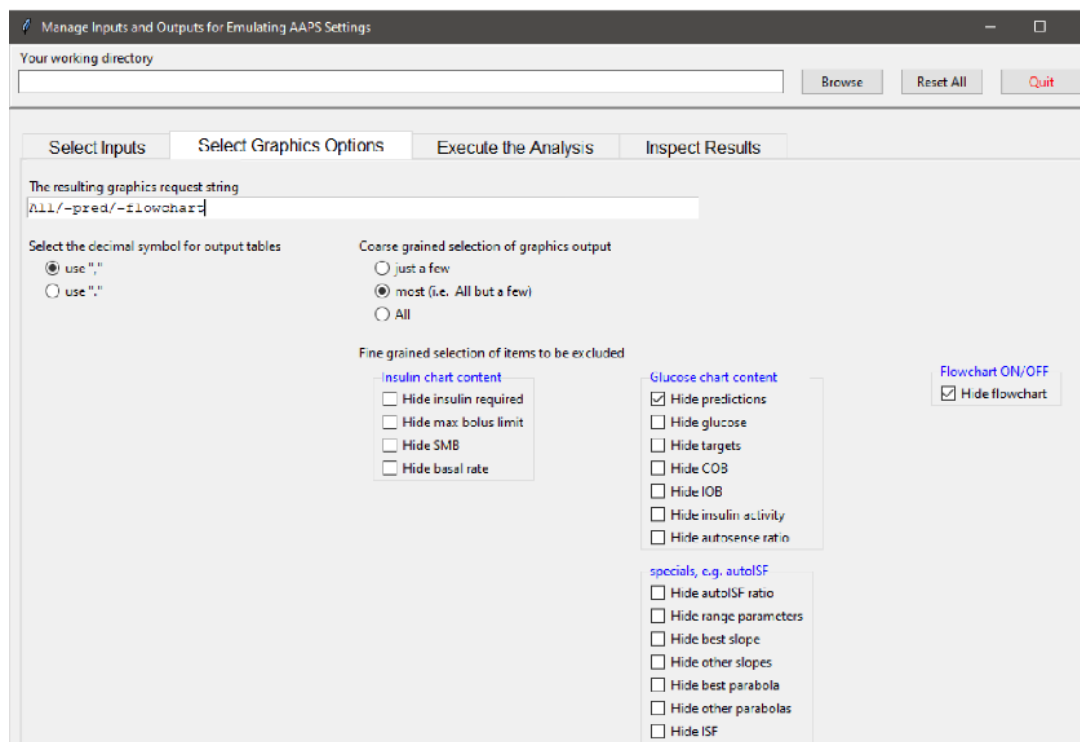 Manage Inputs and Outputs for Emulating AAPS Settings
Your working directory
Browse Reset All Quit
Select Inputs Select Graphics Options Execute the Analysis Inspect Results
The resulting graphics request string
All/-pred/-flowchart
Select the decimal symbol for output tables
use ","
use "."
Coarse grained selection of graphics output
just a few
most (i.e. All but a few)
All
Fine grained selection of items to be excluded
Insulin chart content
Hide insulin required
Hide max bolus limit
Hide SMB
Hide basal rate
Glucose chart content
Hide predictions
Hide glucose
Hide targets
Hide COB
Hide IOB
Hide insulin activity
Hide autosense ratio
specials, e.g. autoISF
Hide autoISF ratio
Hide range parameters
Hide best slope
Hide other slopes
Hide best parabola
Hide other parabolas
Hide ISF
Flowchart ON/OFF
Hide flowchart